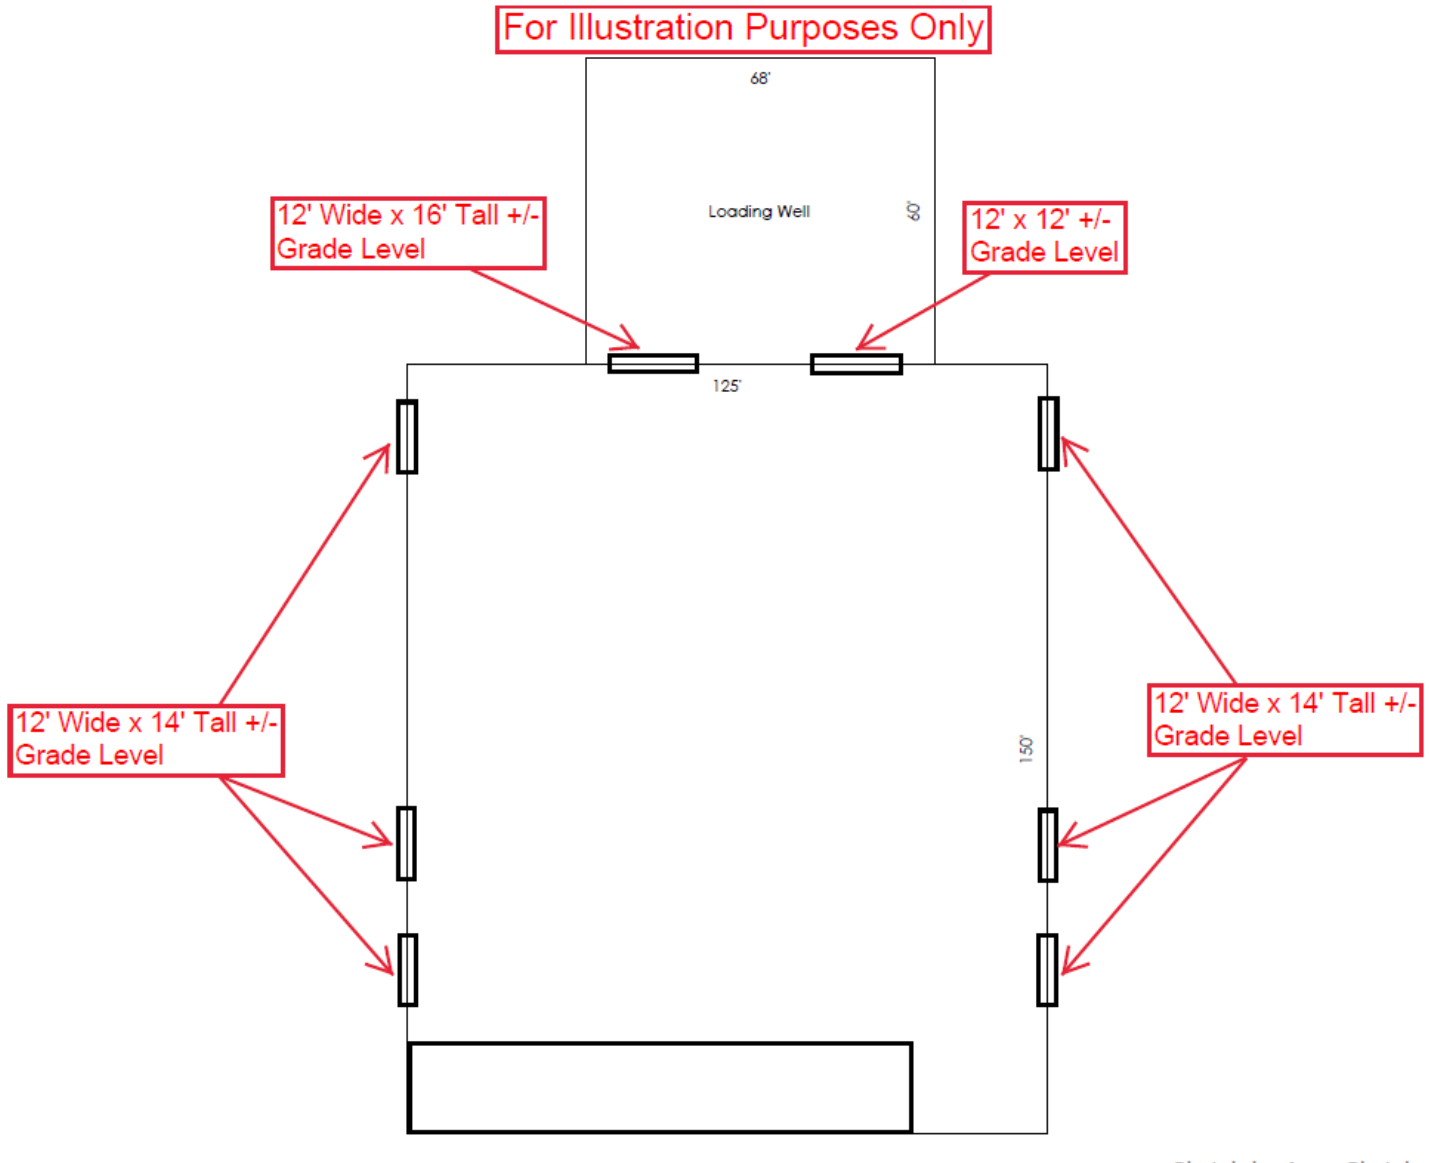 For Illustration Purposes Only
68'
12' Wide x 16' Tall +/-
Grade Level
Loading Well
60'
12' x 12' +/-
Grade Level
125'
12' Wide x 14' Tall +/-
Grade Level
150'
12' Wide x 14' Tall +/-
Grade Level